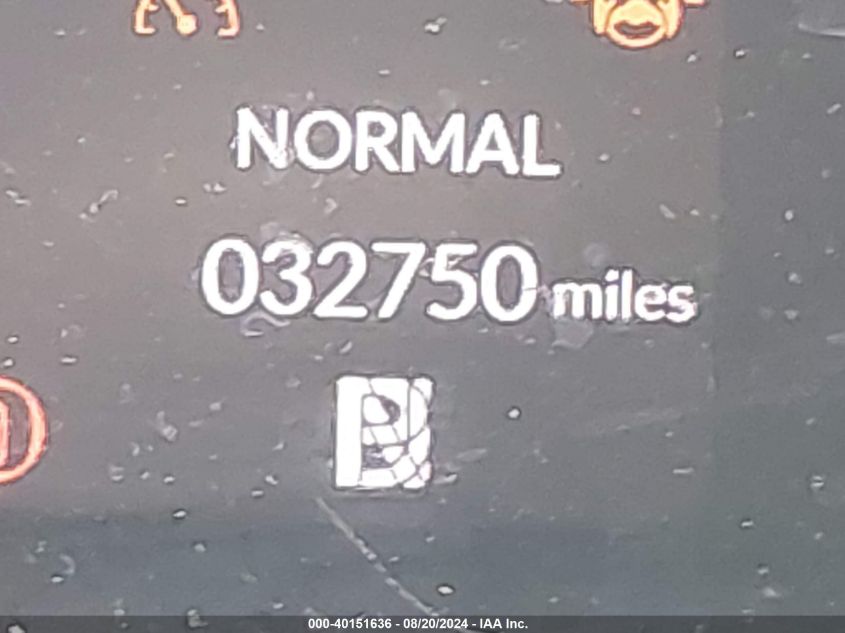 NORMAL
032750 miles
P
000-40151636 - 08/20/2024 - IAA Inc.